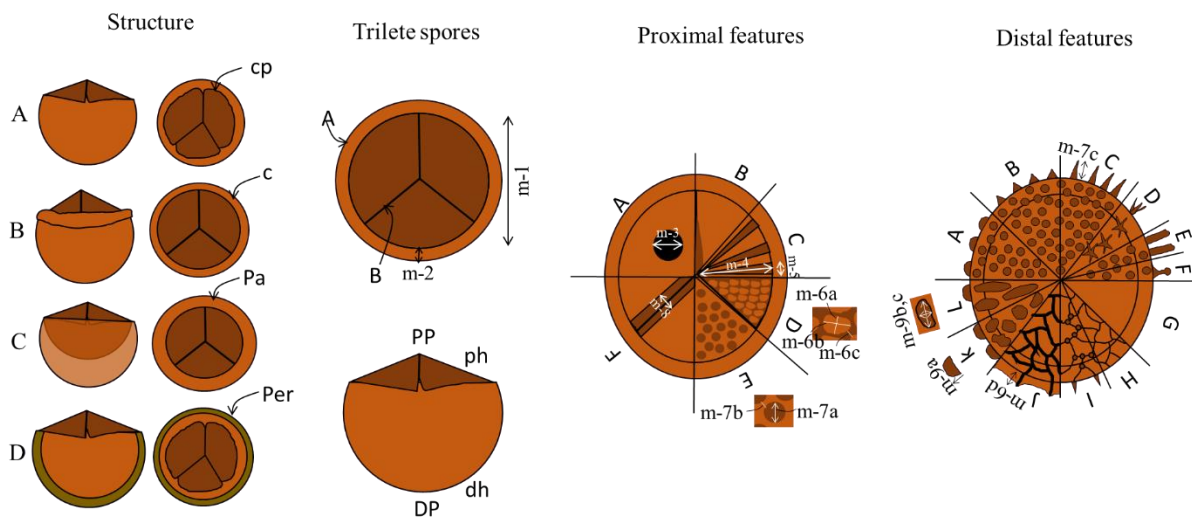 Structure
Trilete spores
Proximal features
Distal features
A
cp
B
c
C
Pa
D
Per
A
m-1
B
m-2
PP
ph
dh
DP
A
B
m-3
C
m-4
m-5
m-8
m-6a
D
m-6b
m-6c
F
E
m-7b
m-7a
m-7c
B
C
D
A
E
F
m-9b,c
L
G
K
m-9a
H
m-6d
J
I